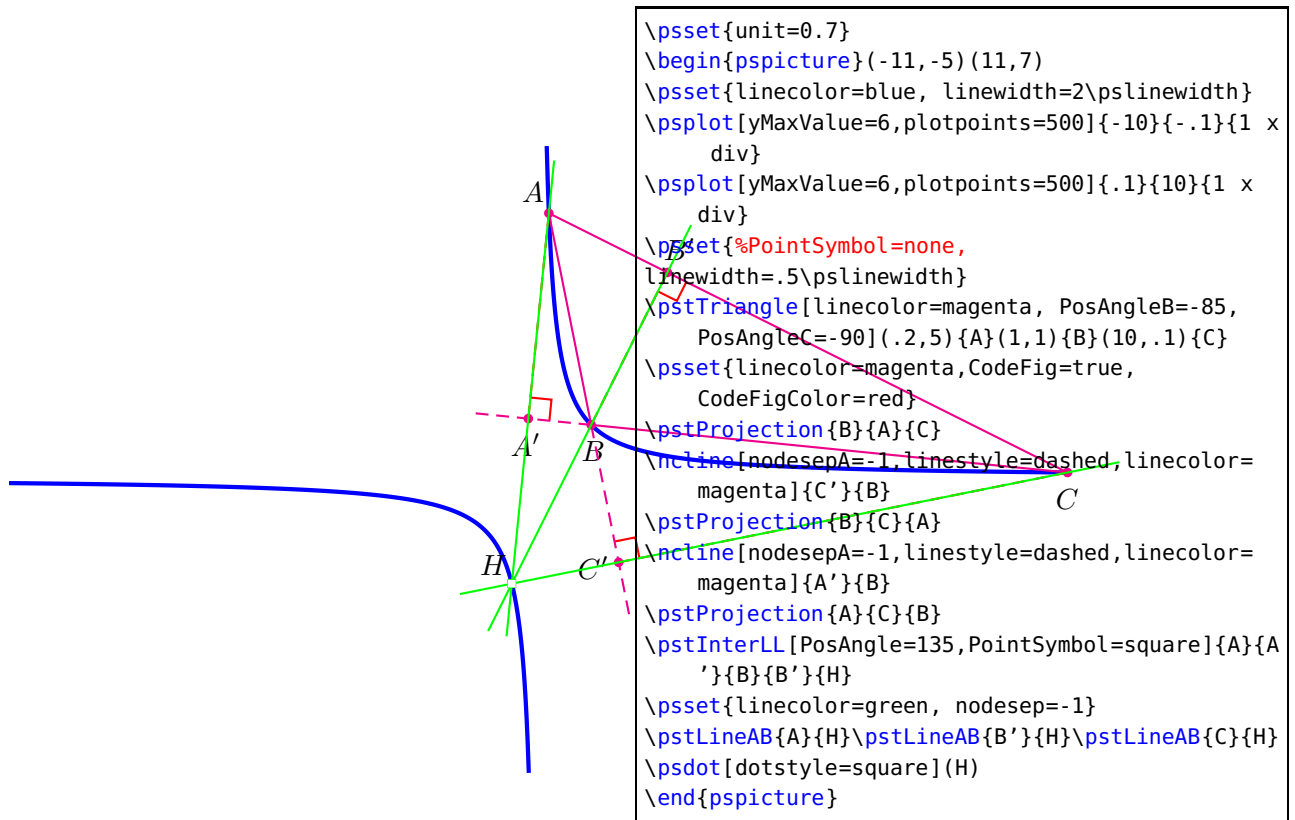 \psset{unit=0.7}
\begin{pspicture}(-11,-5)(11,7)
\psset{linecolor=blue, linewidth=2\pslinewidth}
\psplot[yMaxValue=6,plotpoints=500]{-10}{-.1}{1 x
div}
\psplot[yMaxValue=6,plotpoints=500]{.1}{10}{1 x
div}
\psset{%PointSymbol=none,
linewidth=.5\pslinewidth}
\pstTriangle[linecolor=magenta, PosAngleB=-85,
PosAngleC=-90](.2,5){A}(1,1){B}(10,.1){C}
\psset{linecolor=magenta,CodeFig=true,
CodeFigColor=red}
\pstProjection{B}{A}{C}
\ncline[nodesepA=-1,linestyle=dashed,linecolor=
magenta]{C’}{B}
\pstProjection{B}{C}{A}
\ncline[nodesepA=-1,linestyle=dashed,linecolor=
magenta]{A’}{B}
\pstProjection{A}{C}{B}
\pstInterLL[PosAngle=135,PointSymbol=square]{A}{A
’}{B}{B’}{H}
\psset{linecolor=green, nodesep=-1}
\pstLineAB{A}{H}\pstLineAB{B’}{H}\pstLineAB{C}{H}
\psdot[dotstyle=square](H)
\end{pspicture}
A
B′
A′
B
C
H
C′